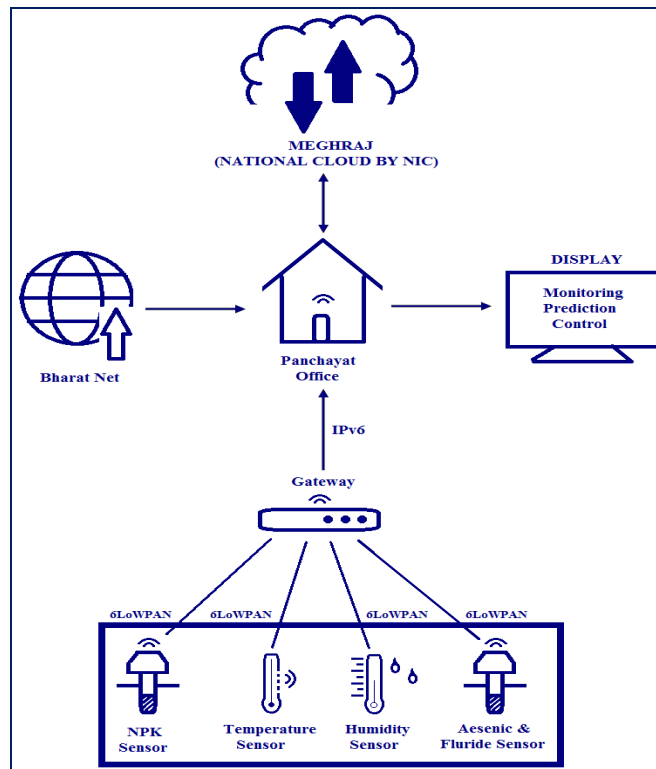 MEGHRAJ
(NATIONAL CLOUD BY NIC)
DISPLAY
Monitoring
Prediction
Control
Bharat Net
Panchayat
Office
IPv6
Gateway
6LoWPAN
6LoWPAN
6LoWPAN
6LoWPAN
NPK
Sensor
Temperature
Sensor
Humidity
Sensor
Aesenic &
Fluride Sensor